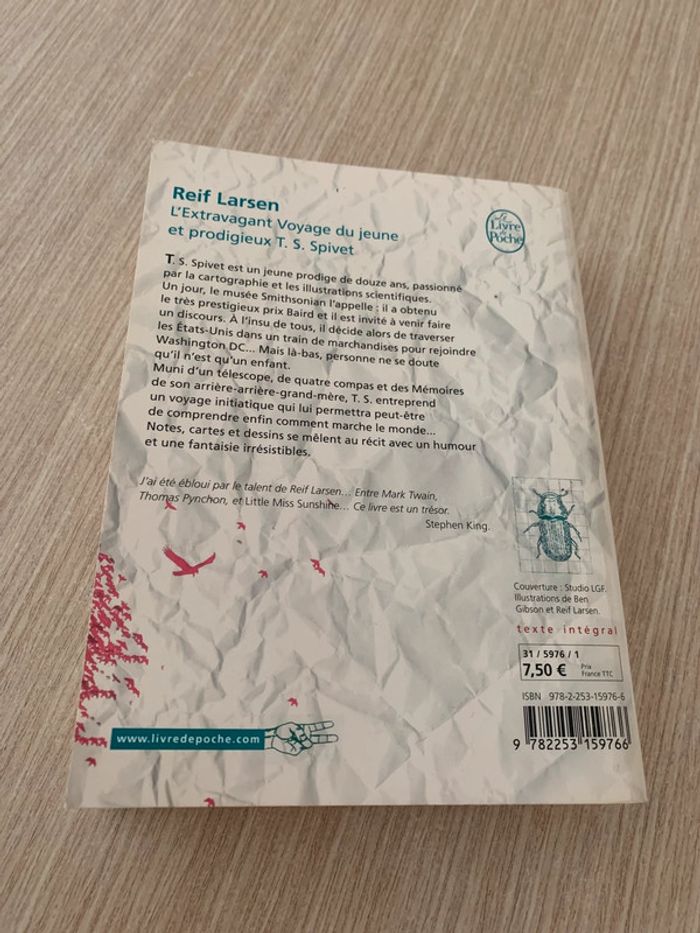 Reif Larsen
L'Extravagant Voyage du jeune
et prodigieux T. S. Spivet
Le
Livre
de
Poche
T. S. Spivet est un jeune prodige de douze ans, passionné
par la cartographie et les illustrations scientifiques.
Un jour, le musée Smithsonian l'appelle : il a obtenu
le très prestigieux prix Baird et il est invité à venir faire
un discours. À l'insu de tous, il décide alors de traverser
les États-Unis dans un train de marchandises pour rejoindre
Washington DC... Mais là-bas, personne ne se doute
qu'il n'est qu'un enfant.
Muni d'un télescope, de quatre compas et des Mémoires
de son arrière-arrière-grand-mère, T. S. entreprend
un voyage initiatique qui lui permettra peut-être
de comprendre enfin comment marche le monde...
Notes, cartes et dessins se mêlent au récit avec un humour
et une fantaisie irrésistibles.
J'ai été ébloui par le talent de Reif Larsen... Entre Mark Twain,
Thomas Pynchon, et Little Miss Sunshine... Ce livre est un trésor.
Stephen King.
Couverture : Studio LGF.
Illustrations de Ben
Gibson et Reif Larsen.
texte intégral
31 / 5976 / 1
7,50 € Prix
France TTC
ISBN 978-2-253-15976-6
9 782253 159766
www.livredepoche.com